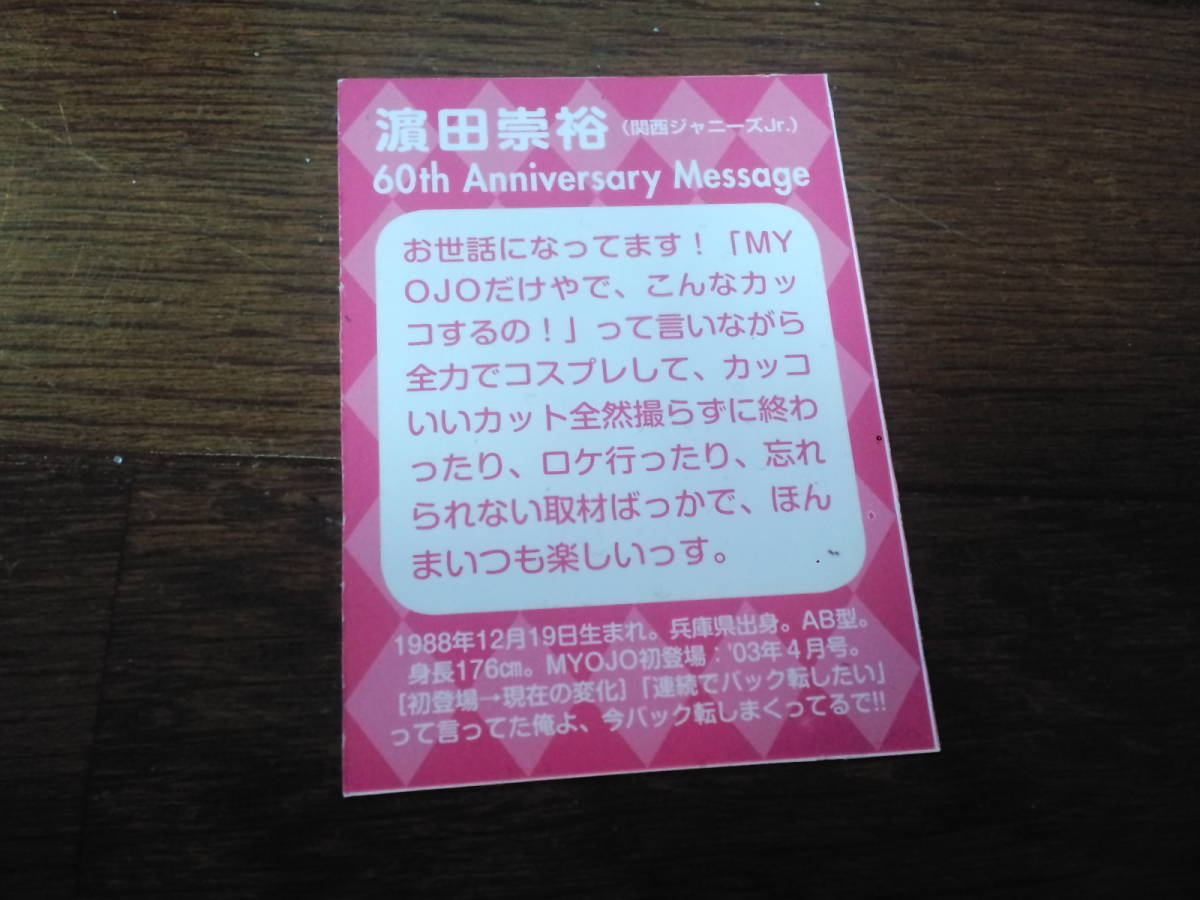 濵田崇裕（関西ジャニーズJr.）
60th Anniversary Message
お世話になってます！「MY
OJOだけやで、こんなカッ
コするの！」って言いながら
全力でコスプレして、カッコ
いいカット全然撮らずに終わ
ったり、ロケ行ったり、忘れ
られない取材ばっかで、ほん
まいつも楽しいっす。
1988年12月19日生まれ。兵庫県出身。AB型。
身長176㎝。MYOJO初登場：'03年４月号。
［初登場→現在の変化］「連続でバック転したい」
って言ってた俺よ、今バック転しまくってるで!!